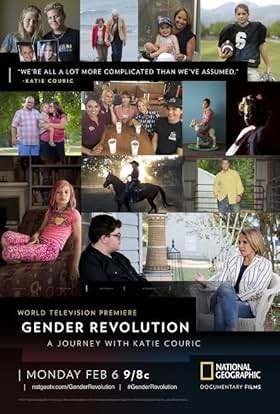 "WE'RE ALL A LOT MORE COMPLICATED THAN WE'VE ASSUMED."
-KATIE COURIC
WORLD TELEVISION PREMIERE
GENDER REVOLUTION
A JOURNEY WITH KATIE COURIC
MONDAY FEB 6 9/8c
natgeotv.com/GenderRevolution | #GenderRevolution
NATIONAL
GEOGRAPHIC
DOCUMENTARY FILMS